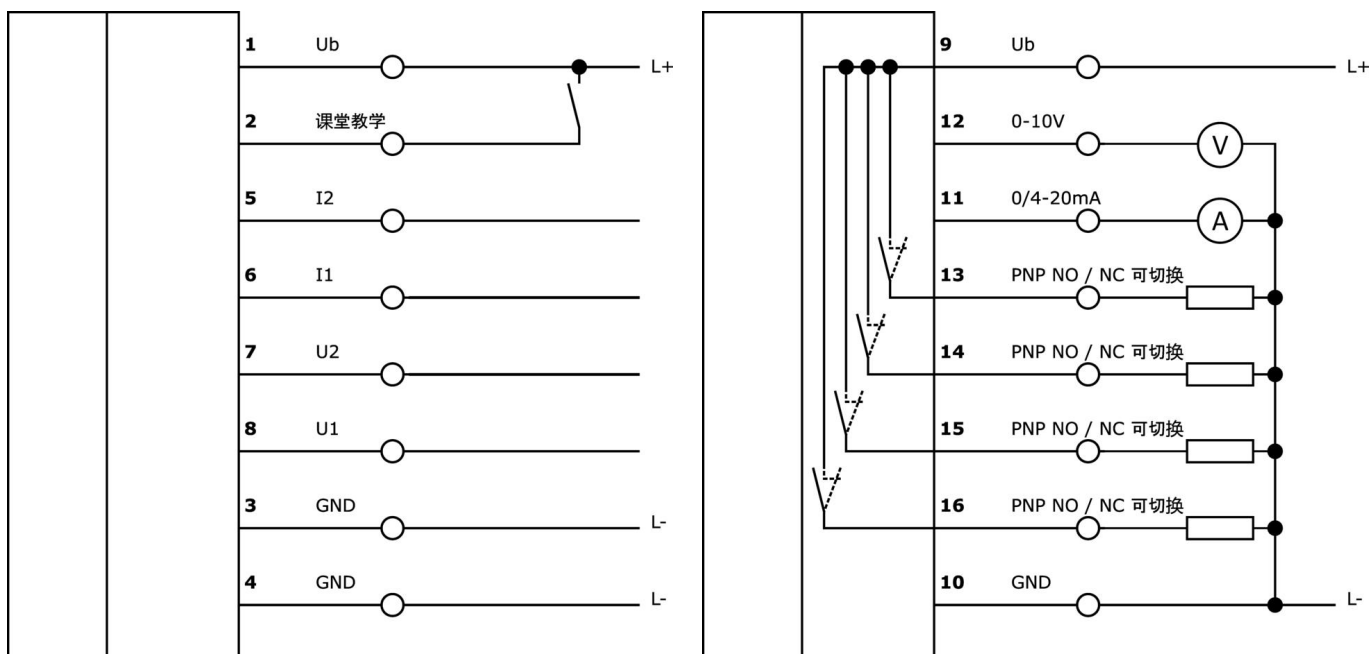 1 Ub
L+
2 课堂教学
5 I2
6 I1
7 U2
8 U1
3 GND
L-
4 GND
L-
9 Ub
L+
12 0-10V
V
11 0/4-20mA
A
13 PNP NO / NC 可切换
14 PNP NO / NC 可切换
15 PNP NO / NC 可切换
16 PNP NO / NC 可切换
10 GND
L-